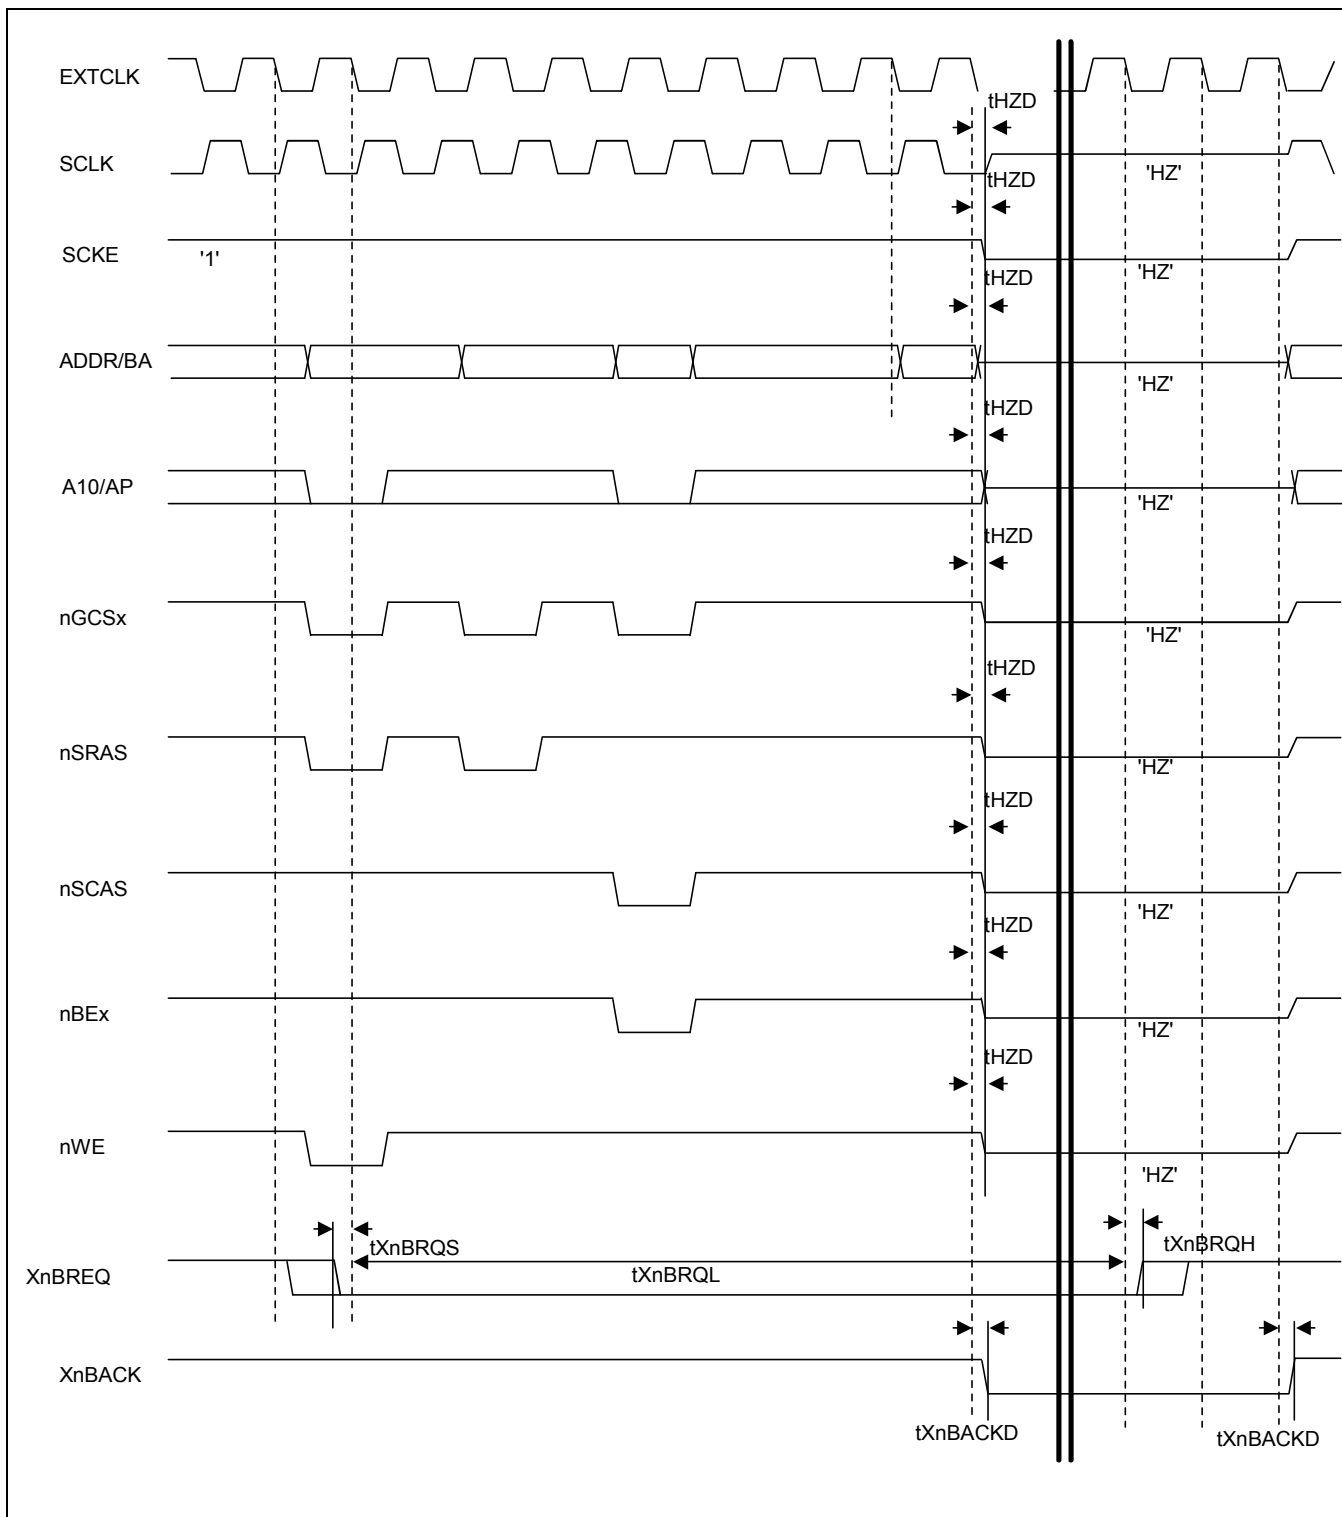 EXTCLK
tHZD
SCLK
'HZ'
tHZD
SCKE
'1'
'HZ'
tHZD
ADDR/BA
'HZ'
tHZD
A10/AP
'HZ'
tHZD
nGCSx
'HZ'
tHZD
nSRAS
'HZ'
tHZD
nSCAS
'HZ'
tHZD
nBEx
'HZ'
tHZD
nWE
'HZ'
tXnBRQS
tXnBRQH
XnBREQ
tXnBRQL
XnBACK
tXnBACKD
tXnBACKD